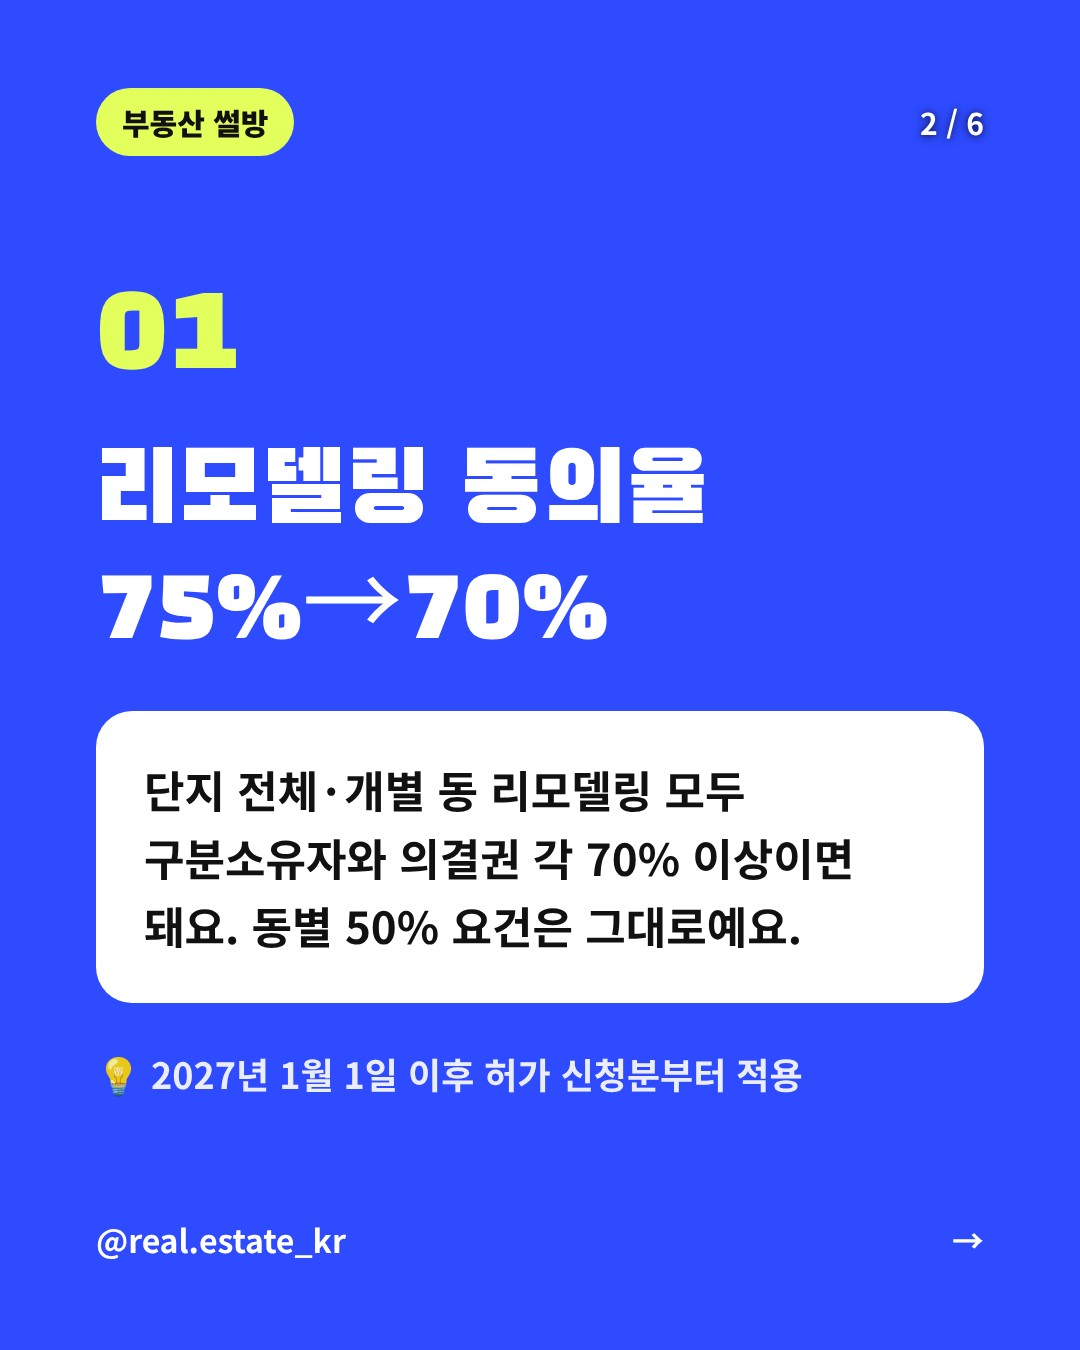 부동산 썰방
2 / 6
01
리모델링 동의율
75%→70%
단지 전체·개별 동 리모델링 모두
구분소유자와 의결권 각 70% 이상이면
돼요. 동별 50% 요건은 그대로예요.
💡 2027년 1월 1일 이후 허가 신청분부터 적용
@real.estate_kr
→